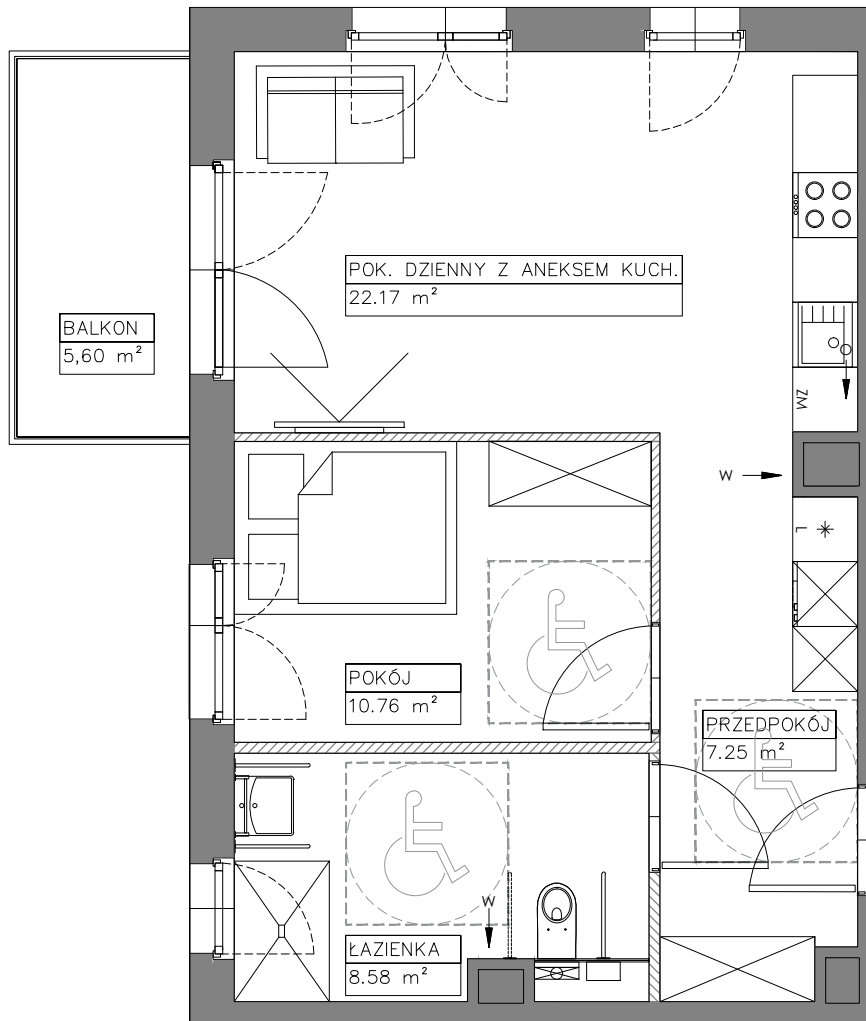 POK. DZIENNY Z ANEKSEM KUCH.
22.17 m²
BALKON
5,60 m²
ZM
W
L
POKÓJ
10.76 m²
PRZEDPOKÓJ
7.25 m²
W
ŁAZIENKA
8.58 m²